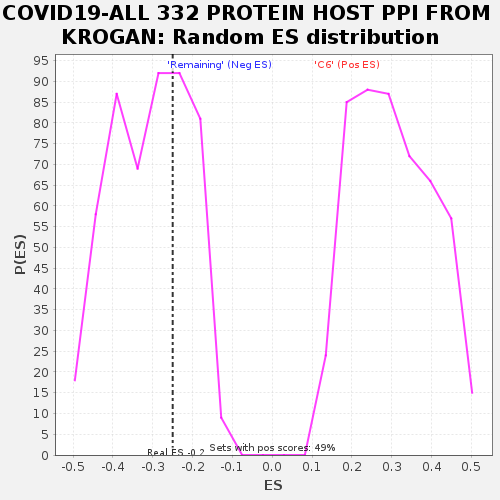 COVID19-ALL 332 PROTEIN HOST PPI FROM
KROGAN: Random ES distribution
'Remaining' (Neg ES) 'C6' (Pos ES)
95
90
85
80
75
70
65
60
55
50
45
40
35
30
25
20
15
10
5
0
P(ES)
Sets with pos scores: 49%
Real ES -0.2
-0.5 -0.4 -0.3 -0.2 -0.1 0.0 0.1 0.2 0.3 0.4 0.5
ES